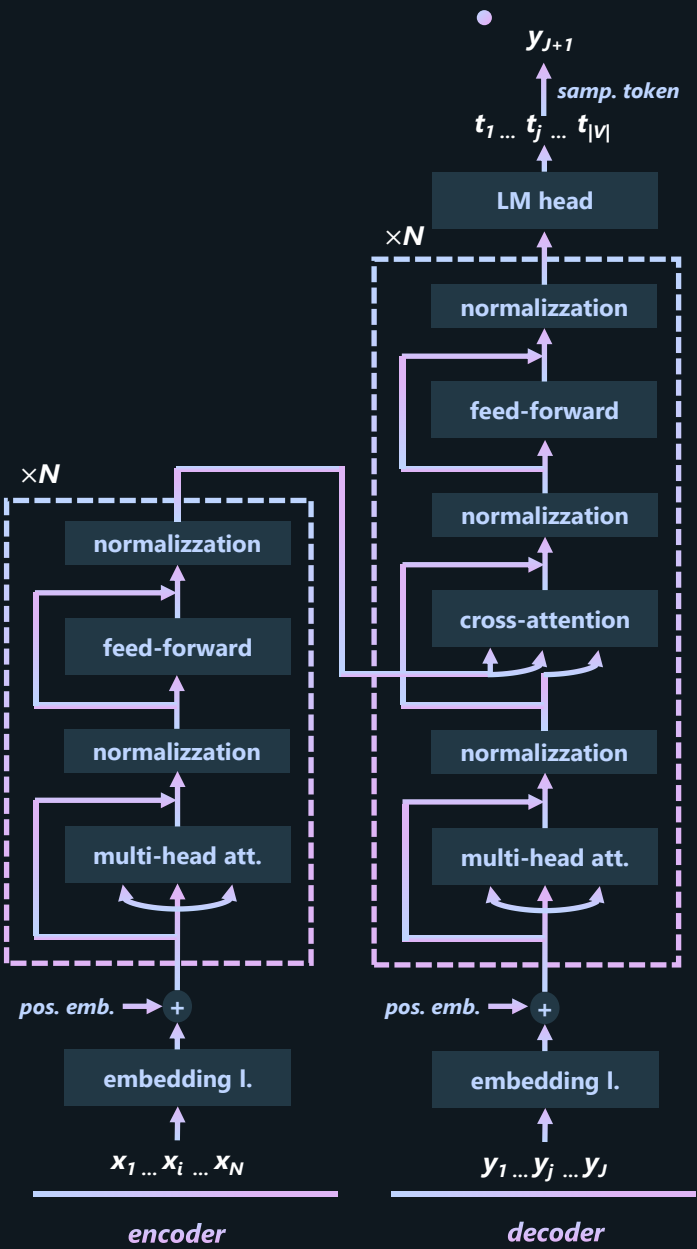 y_{J+1}
samp. token
t_1 ... t_j ... t_{|V|}
LM head
×N
normalizzation
feed-forward
normalizzation
cross-attention
normalizzation
multi-head att.
pos. emb.
+
embedding l.
y_1 ... y_j ... y_J
decoder
×N
normalizzation
feed-forward
normalizzation
multi-head att.
pos. emb.
+
embedding l.
x_1 ... x_i ... x_N
encoder